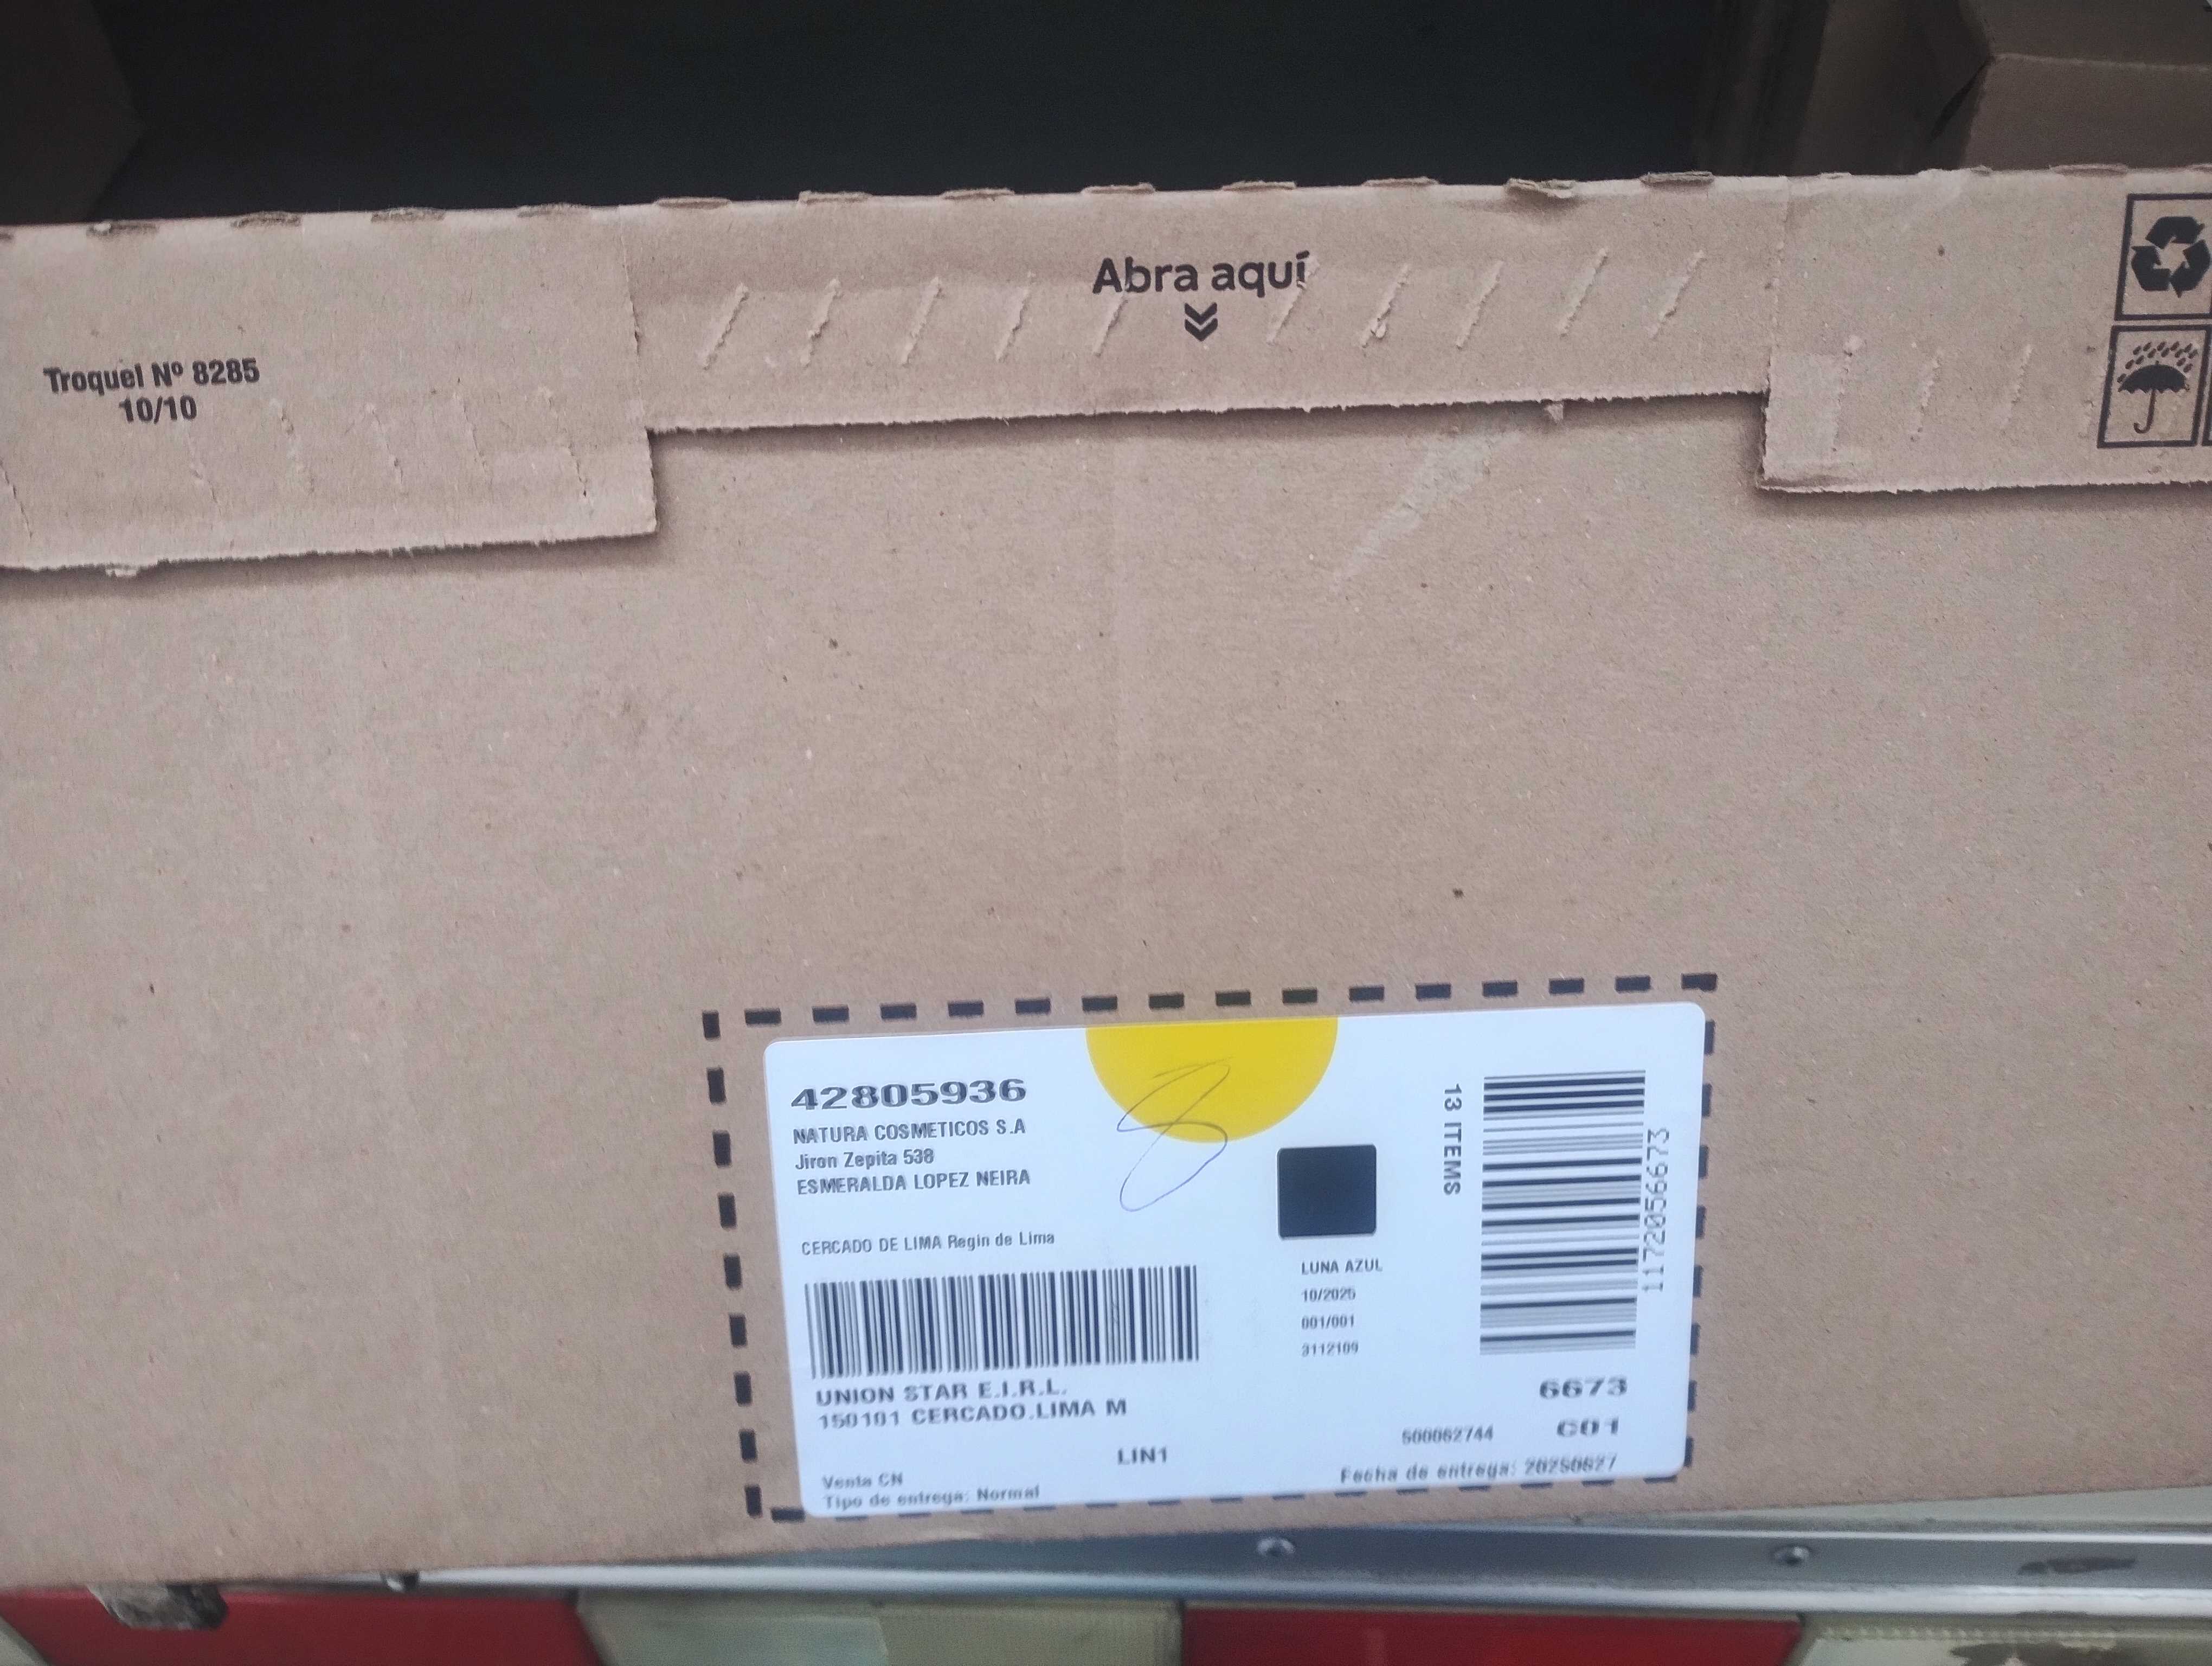 Abra aquí
Troquel Nº 8285
10/10
42805936
NATURA COSMETICOS S.A
Jiron Zepita 538
ESMERALDA LOPEZ NEIRA
CERCADO DE LIMA Regin de Lima
8
13 ITEMS
1172056673
LUNA AZUL
10/2025
001/001
3112109
UNION STAR E.I.R.L.
150101 CERCADO.LIMA M
LIN1
6673
C01
500062744
Venta CN
Tipo de entrega: Normal
Fecha de entrega: 20250627